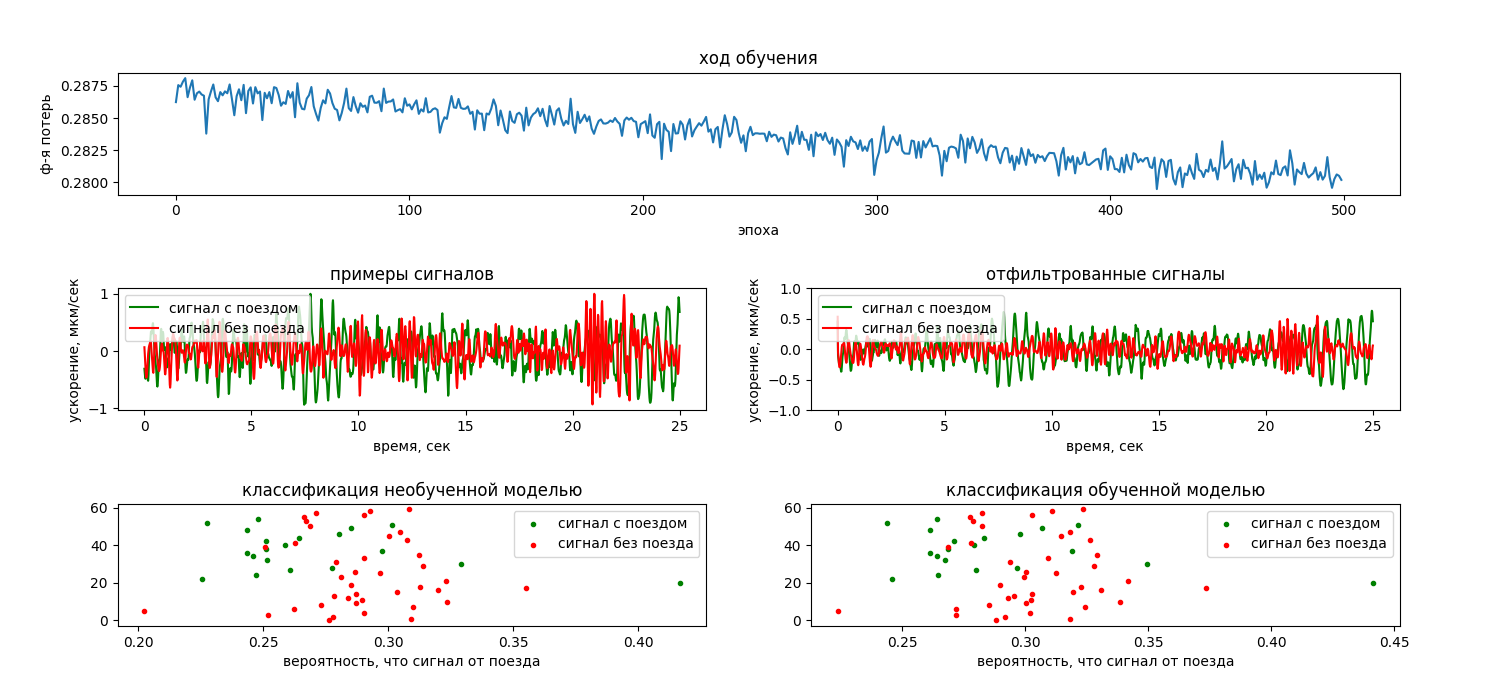 ход обучения
ф-я потерь
0.2875
0.2850
0.2825
0.2800
0 100 200 300 400 500
эпоха
примеры сигналов
ускорение, мкм/сек
1
0
−1
сигнал с поездом
сигнал без поезда
0 5 10 15 20 25
время, сек
отфильтрованные сигналы
ускорение, мкм/сек
1.0
0.5
0.0
−0.5
−1.0
сигнал с поездом
сигнал без поезда
0 5 10 15 20 25
время, сек
классификация необученной моделью
60
40
20
0
сигнал с поездом
сигнал без поезда
0.20 0.25 0.30 0.35 0.40
вероятность, что сигнал от поезда
классификация обученной моделью
60
40
20
0
сигнал с поездом
сигнал без поезда
0.25 0.30 0.35 0.40 0.45
вероятность, что сигнал от поезда